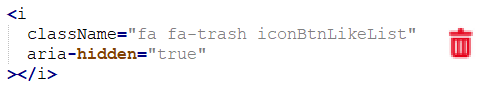 <i
className="fa fa-trash iconBtnLikeList"
aria-hidden="true"
></i>